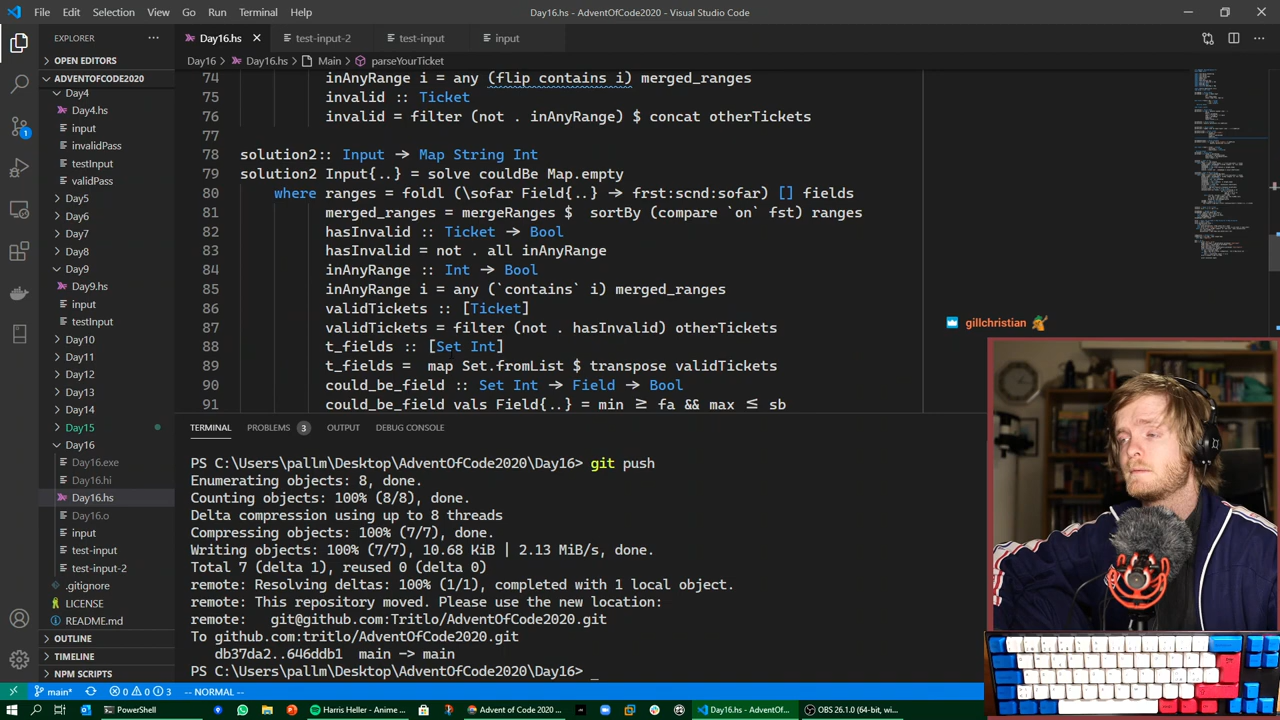 File Edit Selection View Go Run Terminal Help
Day16.hs - AdventOfCode2020 - Visual Studio Code
EXPLORER
Day16.hs
test-input-2
test-input
input
OPEN EDITORS
Day16 > Day16.hs > Main > parseYourTicket
ADVENTOFCODE2020
Day4
Day4.hs
input
invalidPass
testInput
validPass
Day5
Day6
Day7
Day8
Day9
Day9.hs
input
testInput
Day10
Day11
Day12
Day13
Day14
Day15
Day16
Day16.exe
Day16.hi
Day16.hs
Day16.o
input
test-input
test-input-2
.gitignore
LICENSE
README.md
OUTLINE
TIMELINE
NPM SCRIPTS
74 inAnyRange i = any (flip contains i) merged_ranges
75 invalid :: Ticket
76 invalid = filter (not . inAnyRange) $ concat otherTickets
77
78 solution2:: Input → Map String Int
79 solution2 Input{..} = solve couldBe Map.empty
80 where ranges = foldl (\sofar Field{..} → frst:scnd:sofar) [] fields
81 merged_ranges = mergeRanges $ sortBy (compare `on` fst) ranges
82 hasInvalid :: Ticket → Bool
83 hasInvalid = not . all inAnyRange
84 inAnyRange :: Int → Bool
85 inAnyRange i = any (`contains` i) merged_ranges
86 validTickets :: [Ticket]
87 validTickets = filter (not . hasInvalid) otherTickets
88 t_fields :: [Set Int]
89 t_fields = map Set.fromList $ transpose validTickets
90 could_be_field :: Set Int → Field → Bool
91 could_be_field vals Field{..} = min ≥ fa && max ≤ sb
gillchristian
TERMINAL PROBLEMS 3 OUTPUT DEBUG CONSOLE
PS C:\Users\pallm\Desktop\AdventOfCode2020\Day16> git push
Enumerating objects: 8, done.
Counting objects: 100% (8/8), done.
Delta compression using up to 8 threads
Compressing objects: 100% (7/7), done.
Writing objects: 100% (7/7), 10.68 KiB | 2.13 MiB/s, done.
Total 7 (delta 1), reused 0 (delta 0)
remote: Resolving deltas: 100% (1/1), completed with 1 local object.
remote: This repository moved. Please use the new location:
remote: git@github.com:Tritlo/AdventOfCode2020.git
To github.com:tritlo/AdventOfCode2020.git
db37da2..646ddb1 main -> main
PS C:\Users\pallm\Desktop\AdventOfCode2020\Day16> _
main* 0 0 3 -- NORMAL --
PowerShell
Harris Heller - Anime ...
Advent of Code 2020 ...
Day16.hs - AdventOf...
OBS 26.1.0 (64-bit, w...